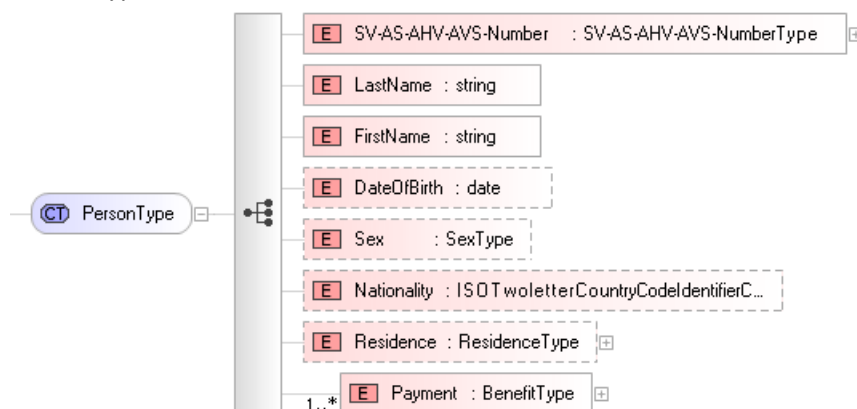 E SV-AS-AHV-AVS-Number : SV-AS-AHV-AVS-NumberType
E LastName : string
E FirstName : string
E DateOfBirth : date
CT PersonType
E Sex : SexType
E Nationality : ISOTwoletterCountryCodeIdentifierC...
E Residence : ResidenceType
1..* E Payment : BenefitType